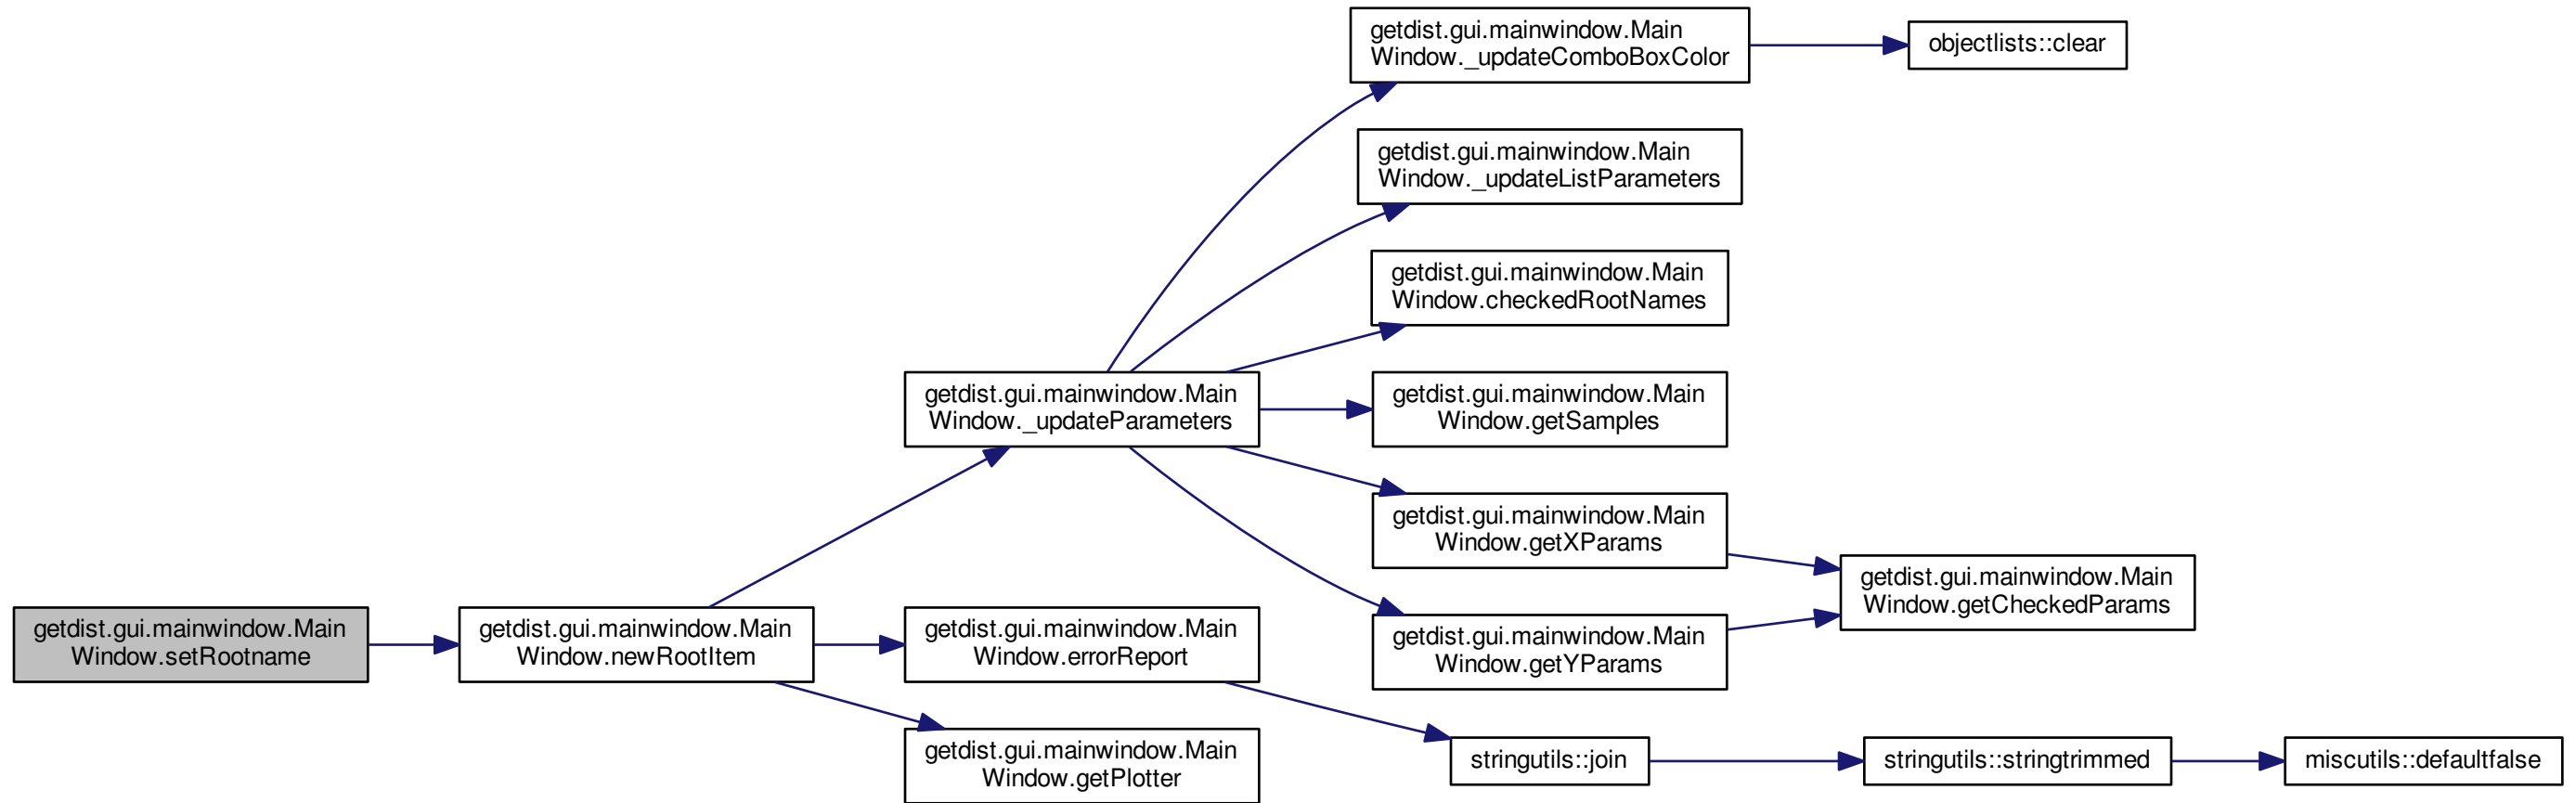 getdist.gui.mainwindow.Main
Window.setRootname
getdist.gui.mainwindow.Main
Window.newRootItem
getdist.gui.mainwindow.Main
Window._updateParameters
getdist.gui.mainwindow.Main
Window.errorReport
getdist.gui.mainwindow.Main
Window.getPlotter
getdist.gui.mainwindow.Main
Window._updateComboBoxColor
getdist.gui.mainwindow.Main
Window._updateListParameters
getdist.gui.mainwindow.Main
Window.checkedRootNames
getdist.gui.mainwindow.Main
Window.getSamples
getdist.gui.mainwindow.Main
Window.getXParams
getdist.gui.mainwindow.Main
Window.getYParams
stringutils::join
objectlists::clear
getdist.gui.mainwindow.Main
Window.getCheckedParams
stringutils::stringtrimmed
miscutils::defaultfalse